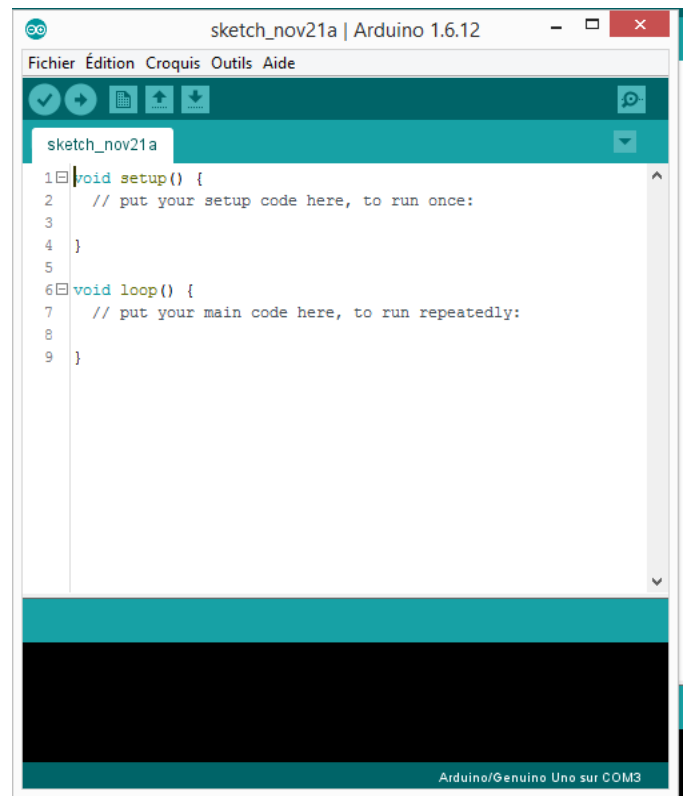 sketch_nov21a | Arduino 1.6.12
Fichier Édition Croquis Outils Aide
sketch_nov21a
1 void setup() {
2 // put your setup code here, to run once:
3
4 }
5
6 void loop() {
7 // put your main code here, to run repeatedly:
8
9 }
Arduino/Genuino Uno sur COM3